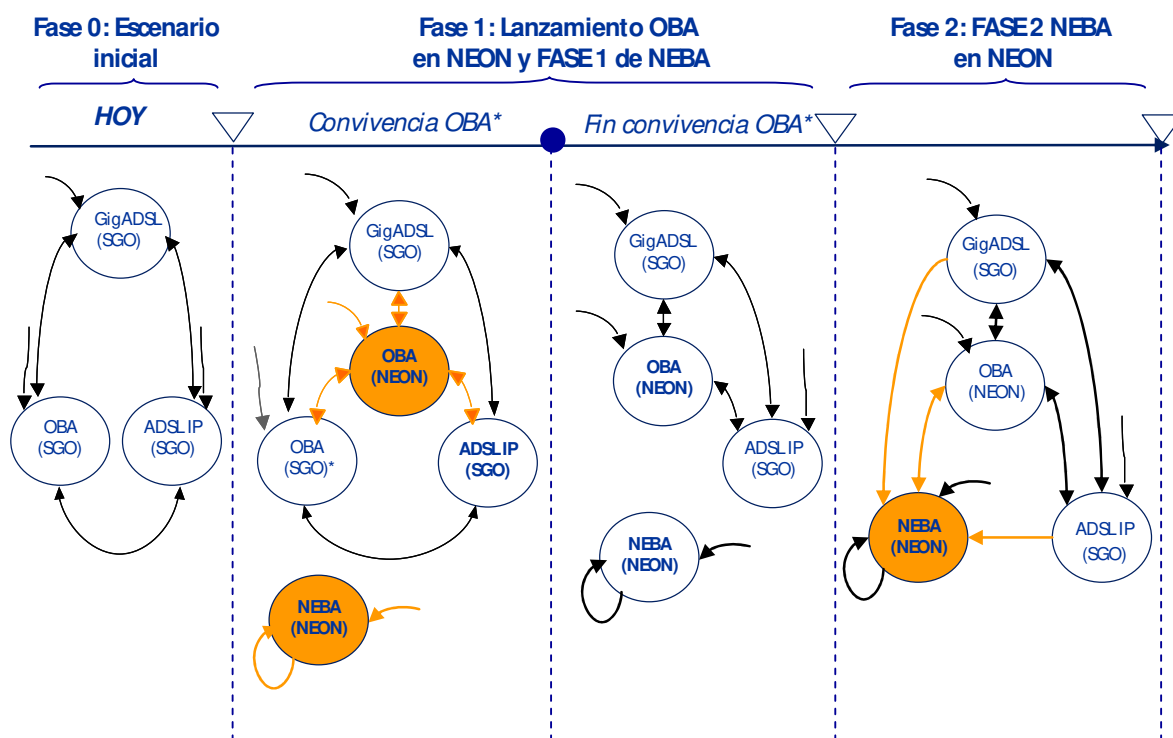 Fase 0: Escenario
inicial
Fase 1: Lanzamiento OBA
en NEON y FASE 1 de NEBA
Fase 2: FASE 2 NEBA
en NEON
HOY
Convivencia OBA*
Fin convivencia OBA*
GigADSL
(SGO)
OBA
(SGO)
ADSL IP
(SGO)
GigADSL
(SGO)
OBA
(NEON)
OBA
(SGO)*
ADSL IP
(SGO)
NEBA
(NEON)
GigADSL
(SGO)
OBA
(NEON)
ADSL IP
(SGO)
NEBA
(NEON)
GigADSL
(SGO)
OBA
(NEON)
NEBA
(NEON)
ADSL IP
(SGO)